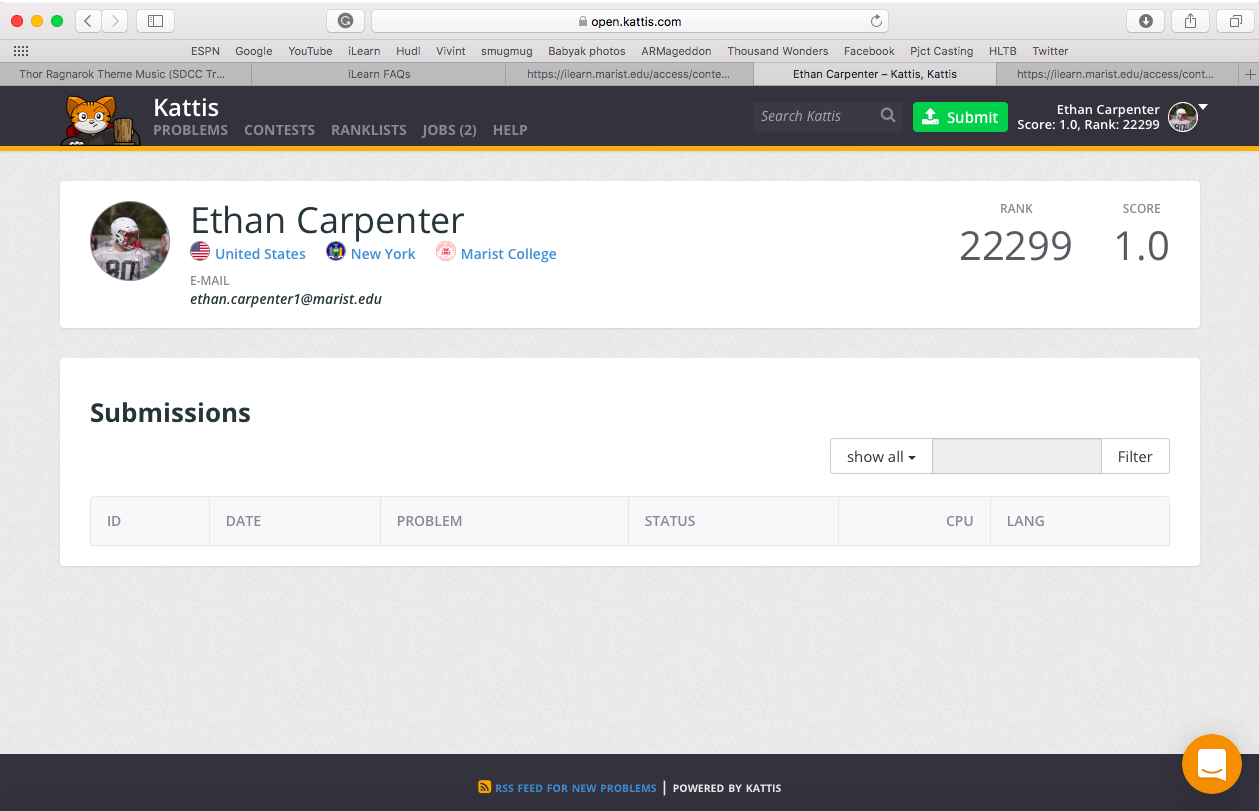 open.kattis.com
ESPN Google YouTube iLearn Hudl Vivint smugmug Babyak photos ARMageddon Thousand Wonders Facebook Pjct Casting HLTB Twitter
Thor Ragnarok Theme Music (SDCC Tr... iLearn FAQs https://ilearn.marist.edu/access/conte... Ethan Carpenter – Kattis, Kattis https://ilearn.marist.edu/access/cont...
Kattis
PROBLEMS CONTESTS RANKLISTS JOBS (2) HELP
Search Kattis
Submit
Ethan Carpenter
Score: 1.0, Rank: 22299
Ethan Carpenter
United States New York Marist College
E-MAIL
ethan.carpenter1@marist.edu
RANK SCORE
22299 1.0
80
Submissions
show all Filter
ID DATE PROBLEM STATUS CPU LANG
RSS FEED FOR NEW PROBLEMS | POWERED BY KATTIS